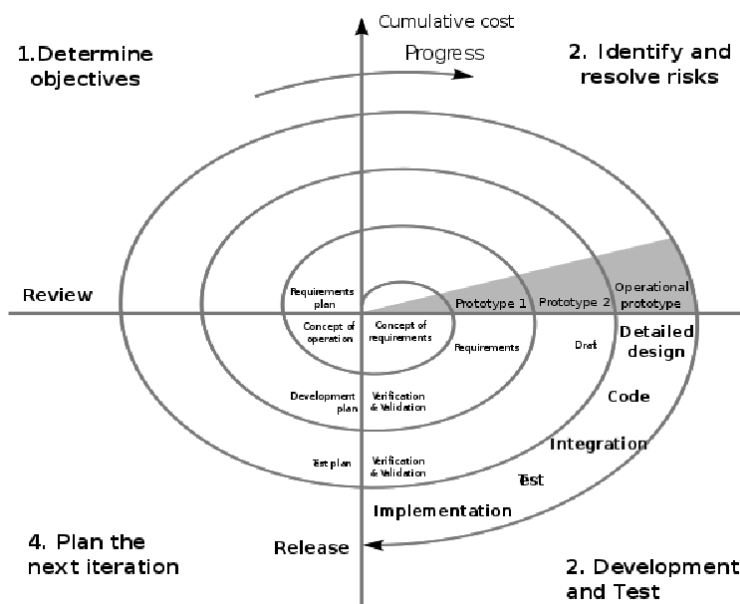 Cumulative cost
Progress
1.Determine
objectives
2. Identify and
resolve risks
Review
Requirements
plan
Prototype 1
Prototype 2
Operational
prototype
Concept of
operation
Concept of
requirements
Requirements
Draft
Detailed
design
Development
plan
Verification
& Validation
Code
Test plan
Verification
& Validation
Integration
Test
Implementation
4. Plan the
next iteration
Release
2. Development
and Test